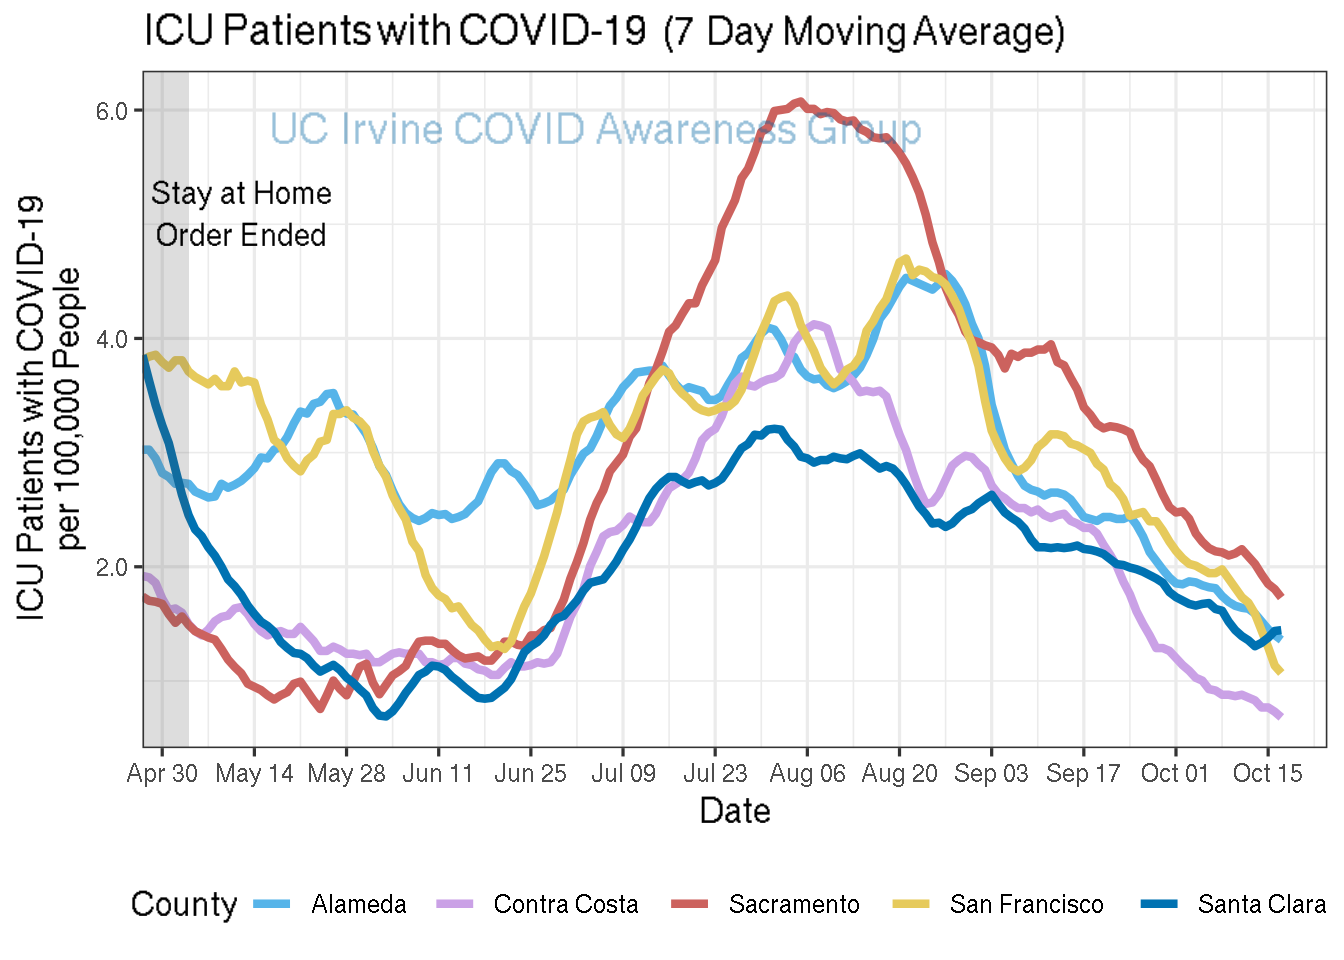 ICU Patients with COVID-19 (7 Day Moving Average)
UC Irvine COVID Awareness Group
Stay at Home
Order Ended
ICU Patients with COVID-19
per 100,000 People
6.0
4.0
2.0
Apr 30 May 14 May 28 Jun 11 Jun 25 Jul 09 Jul 23 Aug 06 Aug 20 Sep 03 Sep 17 Oct 01 Oct 15
Date
County Alameda Contra Costa Sacramento San Francisco Santa Clara